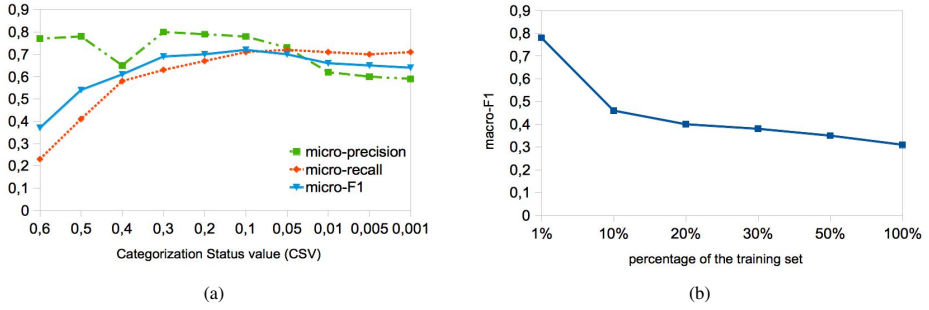 0,9
0,8
0,7
0,6
0,5
0,4
0,3
0,2
0,1
0
micro-precision
micro-recall
micro-F1
0,6 0,5 0,4 0,3 0,2 0,1 0,05 0,01 0,005 0,001
Categorization Status value (CSV)
(a)
macro-F1
0,9
0,8
0,7
0,6
0,5
0,4
0,3
0,2
0,1
0
1% 10% 20% 30% 50% 100%
percentage of the training set
(b)